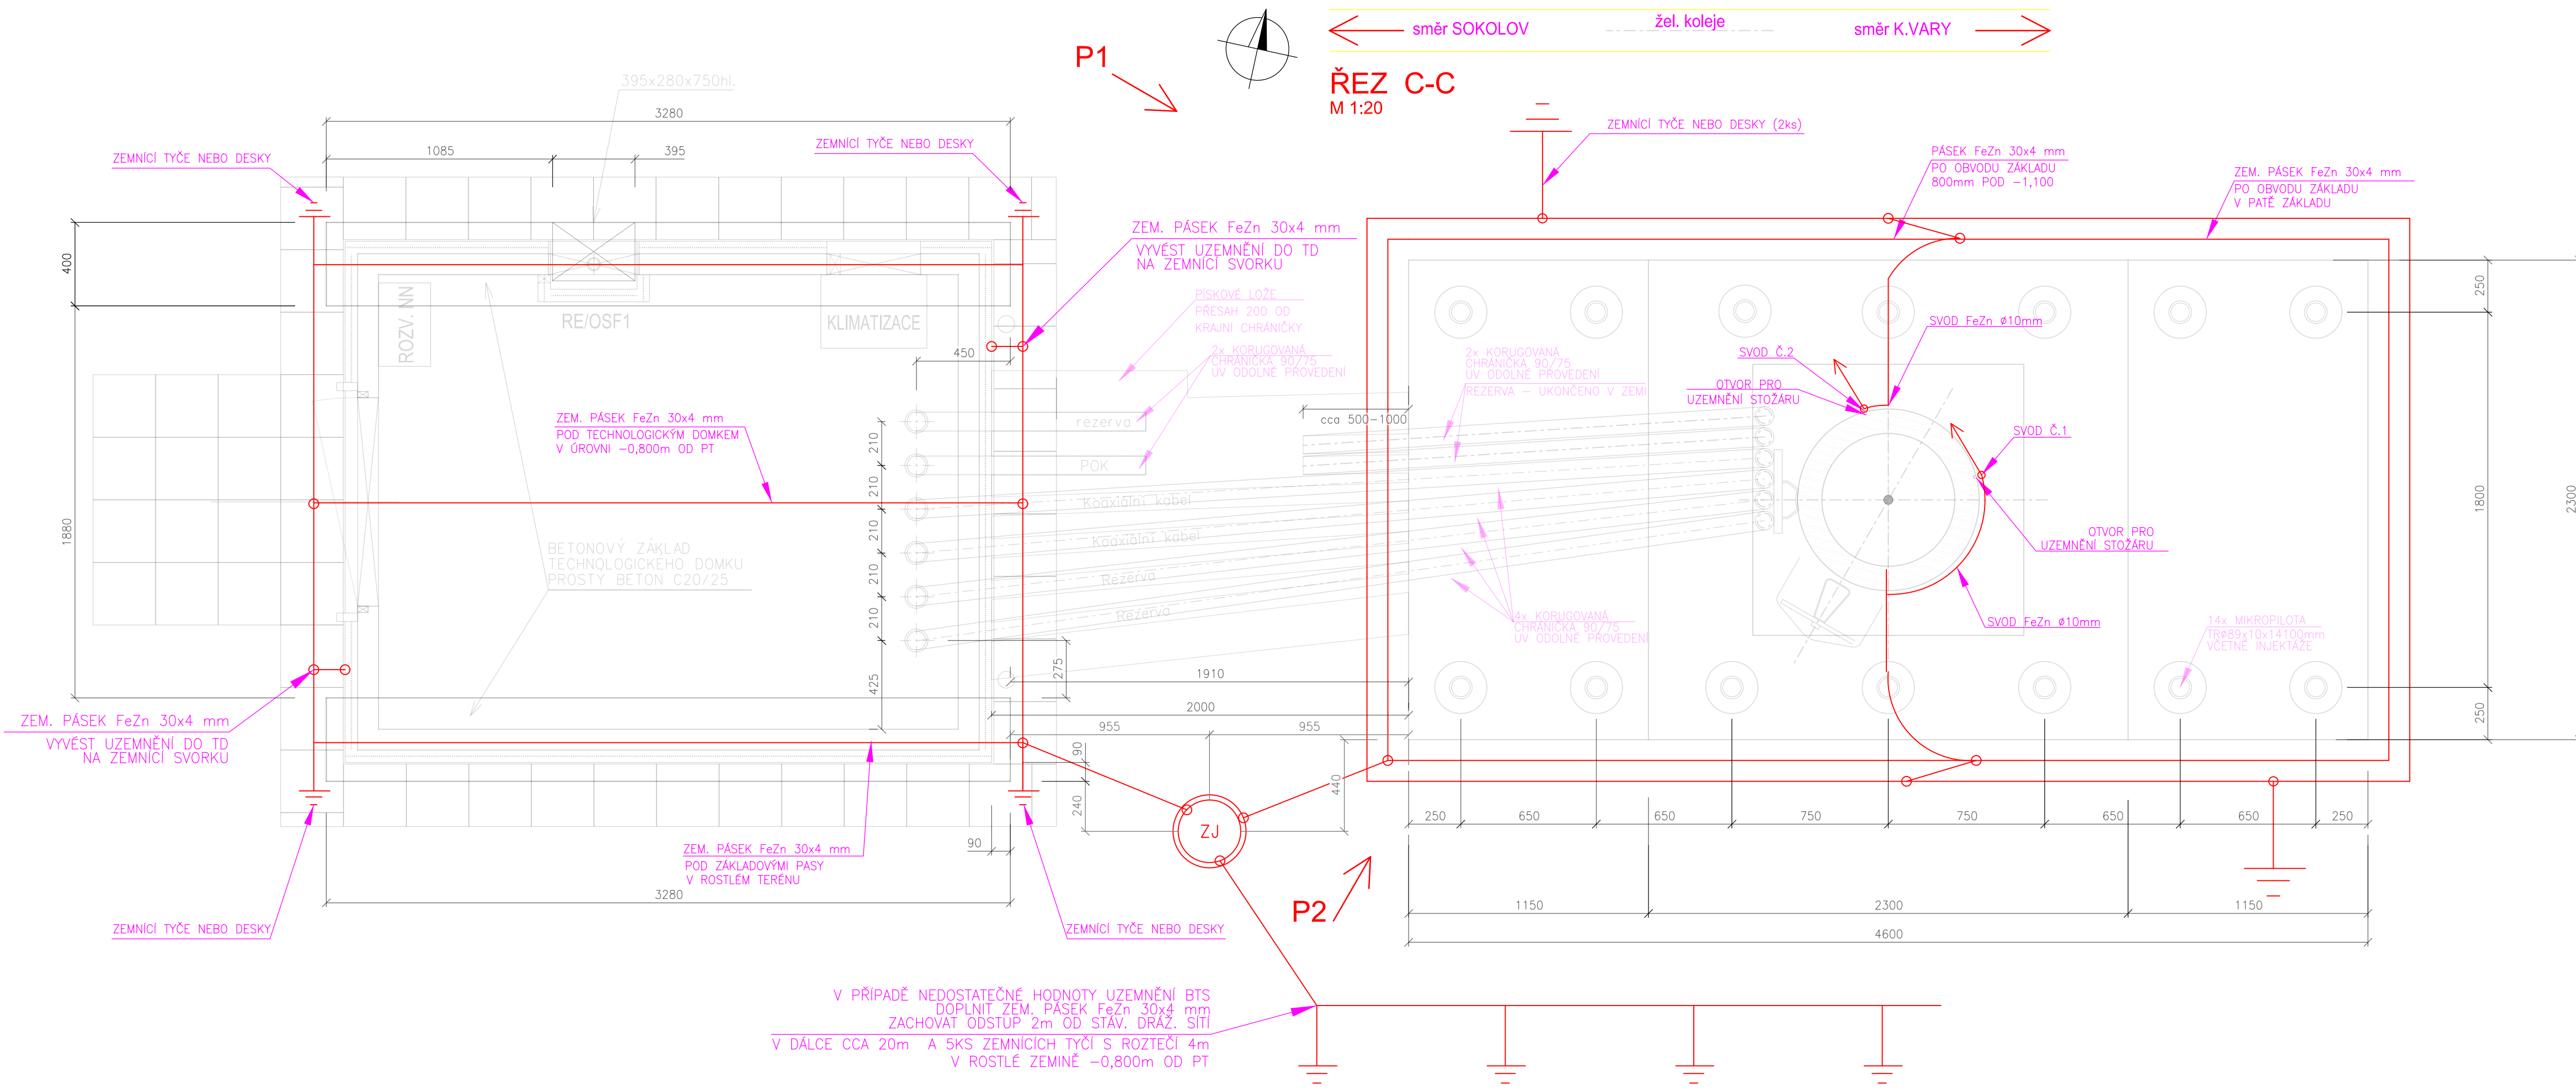 směr SOKOLOV
žel. koleje
směr K.VARY
P1
ŘEZ C-C
M 1:20
395x280x750hl.
3280
1085
395
ZEMNÍCÍ TYČE NEBO DESKY
ZEMNÍCÍ TYČE NEBO DESKY
ZEMNÍCÍ TYČE NEBO DESKY (2ks)
PÁSEK FeZn 30x4 mm
PO OBVODU ZÁKLADU
800mm POD -1,100
ZEM. PÁSEK FeZn 30x4 mm
PO OBVODU ZÁKLADU
V PATĚ ZÁKLADU
ZEM. PÁSEK FeZn 30x4 mm
VYVÉST UZEMNĚNÍ DO TD
NA ZEMNÍCÍ SVORKU
400
1880
ROZV. NN
RE/OSF1
KLIMATIZACE
450
PÍSKOVÉ LOŽE
PŘESAH 200 OD
KRAJNÍ CHRÁNIČKY
2x KORUGOVANÁ
CHRÁNIČKA 90/75
UV ODOLNÉ PROVEDENÍ
2x KORUGOVANÁ
CHRÁNIČKA 90/75
UV ODOLNÉ PROVEDENÍ
REZERVA - UKONČENO V ZEMI
cca 500-1000
SVOD FeZn ø10mm
SVOD Č.2
OTVOR PRO
UZEMNĚNÍ STOŽÁRU
SVOD Č.1
OTVOR PRO
UZEMNĚNÍ STOŽÁRU
SVOD FeZn ø10mm
250
1800
250
2300
ZEM. PÁSEK FeZn 30x4 mm
POD TECHNOLOGICKÝM DOMKEM
V ÚROVNI -0,800m OD PT
210
210
210
210
210
425
rezerva
POK
Koaxiální kabel
Koaxiální kabel
Rezerva
Rezerva
BETONOVÝ ZÁKLAD
TECHNOLOGICKÉHO DOMKU
PROSTY BETON C20/25
4x KORUGOVANÁ
CHRÁNIČKA 90/75
UV ODOLNÉ PROVEDENÍ
14x MIKROPILOTA
TRø89x10x14100mm
VČETNĚ INJEKTÁŽE
275
1910
2000
955
955
90
240
440
90
ZEM. PÁSEK FeZn 30x4 mm
VYVÉST UZEMNĚNÍ DO TD
NA ZEMNÍCÍ SVORKU
ZEM. PÁSEK FeZn 30x4 mm
POD ZÁKLADOVÝMI PASY
V ROSTLÉM TERÉNU
3280
ZJ
P2
250
650
650
750
750
650
650
250
1150
2300
1150
4600
ZEMNÍCÍ TYČE NEBO DESKY
ZEMNÍCÍ TYČE NEBO DESKY
V PŘÍPADĚ NEDOSTATEČNÉ HODNOTY UZEMNĚNÍ BTS
DOPLNIT ZEM. PÁSEK FeZn 30x4 mm
ZACHOVAT ODSTUP 2m OD STÁV. DRÁŽ. SÍTÍ
V DÁLCE CCA 20m A 5KS ZEMNÍCÍCH TYČÍ S ROZTEČÍ 4m
V ROSTLÉ ZEMINĚ -0,800m OD PT